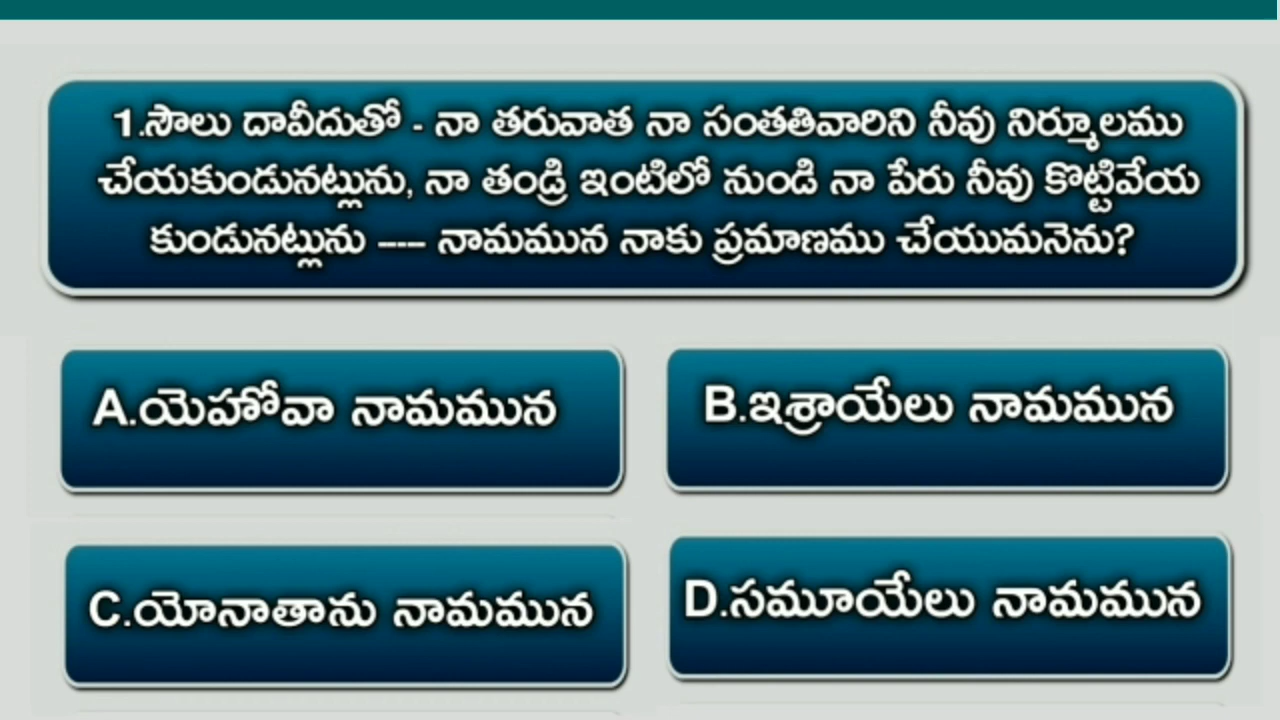 1.సౌలు దావీదుతో - నా తరువాత నా సంతతివారిని నీవు నిర్మూలము
చేయకుండునట్లును, నా తండ్రి ఇంటిలో నుండి నా పేరు నీవు కొట్టివేయ
కుండునట్లును ---- నామమున నాకు ప్రమాణము చేయుమనెను?
A.యెహోవా నామమున
B.ఇశ్రాయేలు నామమున
C.యోనాతాను నామమున
D.సమూయేలు నామమున